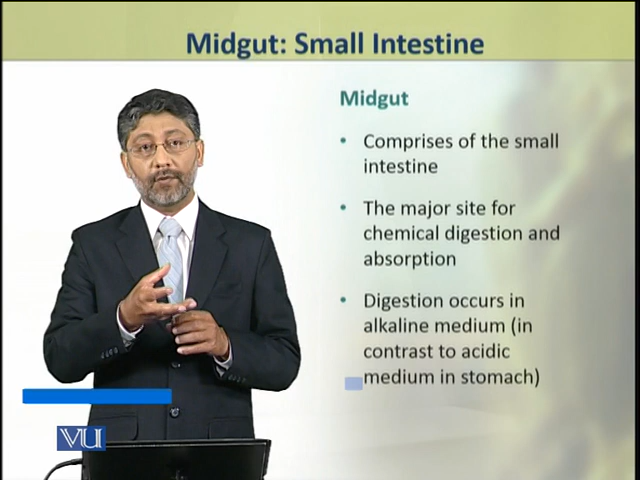 Midgut: Small Intestine
Midgut
• Comprises of the small
intestine
• The major site for
chemical digestion and
absorption
• Digestion occurs in
alkaline medium (in
contrast to acidic
medium in stomach)
VU